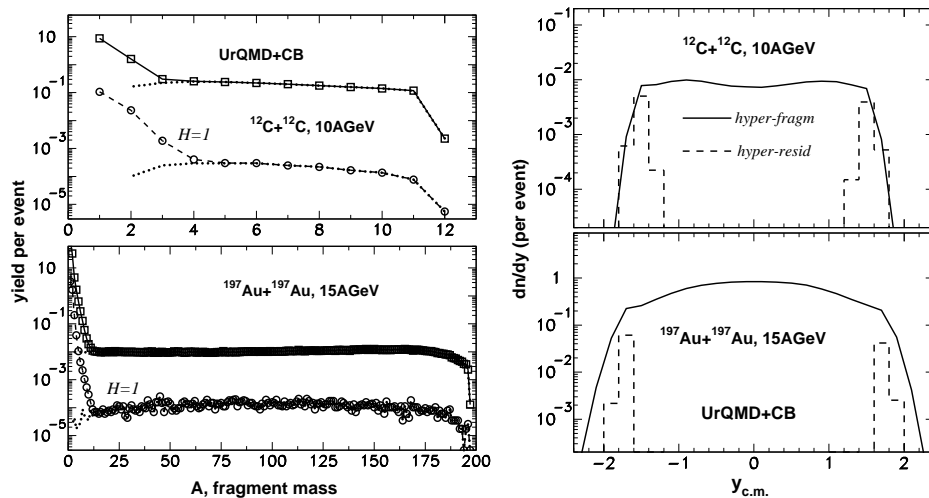 10
10⁻¹
10⁻³
10⁻⁵
UrQMD+CB
¹²C+¹²C, 10AGeV
H=1
0 2 4 6 8 10 12
yield per event
10
10⁻¹
10⁻³
10⁻⁵
¹⁹⁷Au+¹⁹⁷Au, 15AGeV
H=1
0 25 50 75 100 125 150 175 200
A, fragment mass
10⁻¹
10⁻²
10⁻³
10⁻⁴
¹²C+¹²C, 10AGeV
hyper-fragm
hyper-resid
dn/dy (per event)
1
10⁻¹
10⁻²
10⁻³
¹⁹⁷Au+¹⁹⁷Au, 15AGeV
UrQMD+CB
−2 −1 0 1 2
y_c.m.